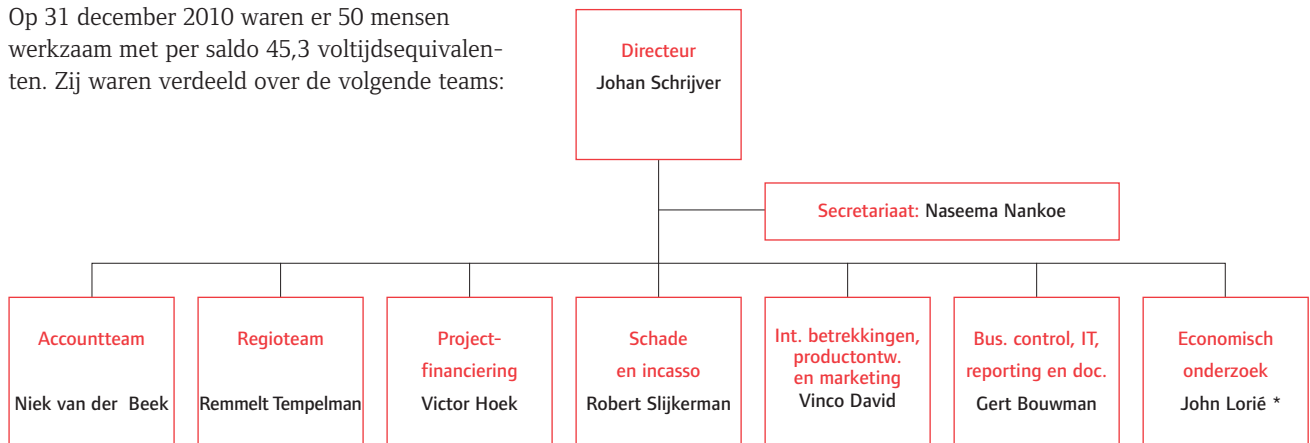 Op 31 december 2010 waren er 50 mensen
werkzaam met per saldo 45,3 voltijdsequivalen-
ten. Zij waren verdeeld over de volgende teams:
Directeur
Johan Schrijver
Secretariaat: Naseema Nankoe
Accountteam
Niek van der Beek
Regioteam
Remmelt Tempelman
Project-
financiering
Victor Hoek
Schade
en incasso
Robert Slijkerman
Int. betrekkingen,
productontw.
en marketing
Vinco David
Bus. control, IT,
reporting en doc.
Gert Bouwman
Economisch
onderzoek
John Lorié *